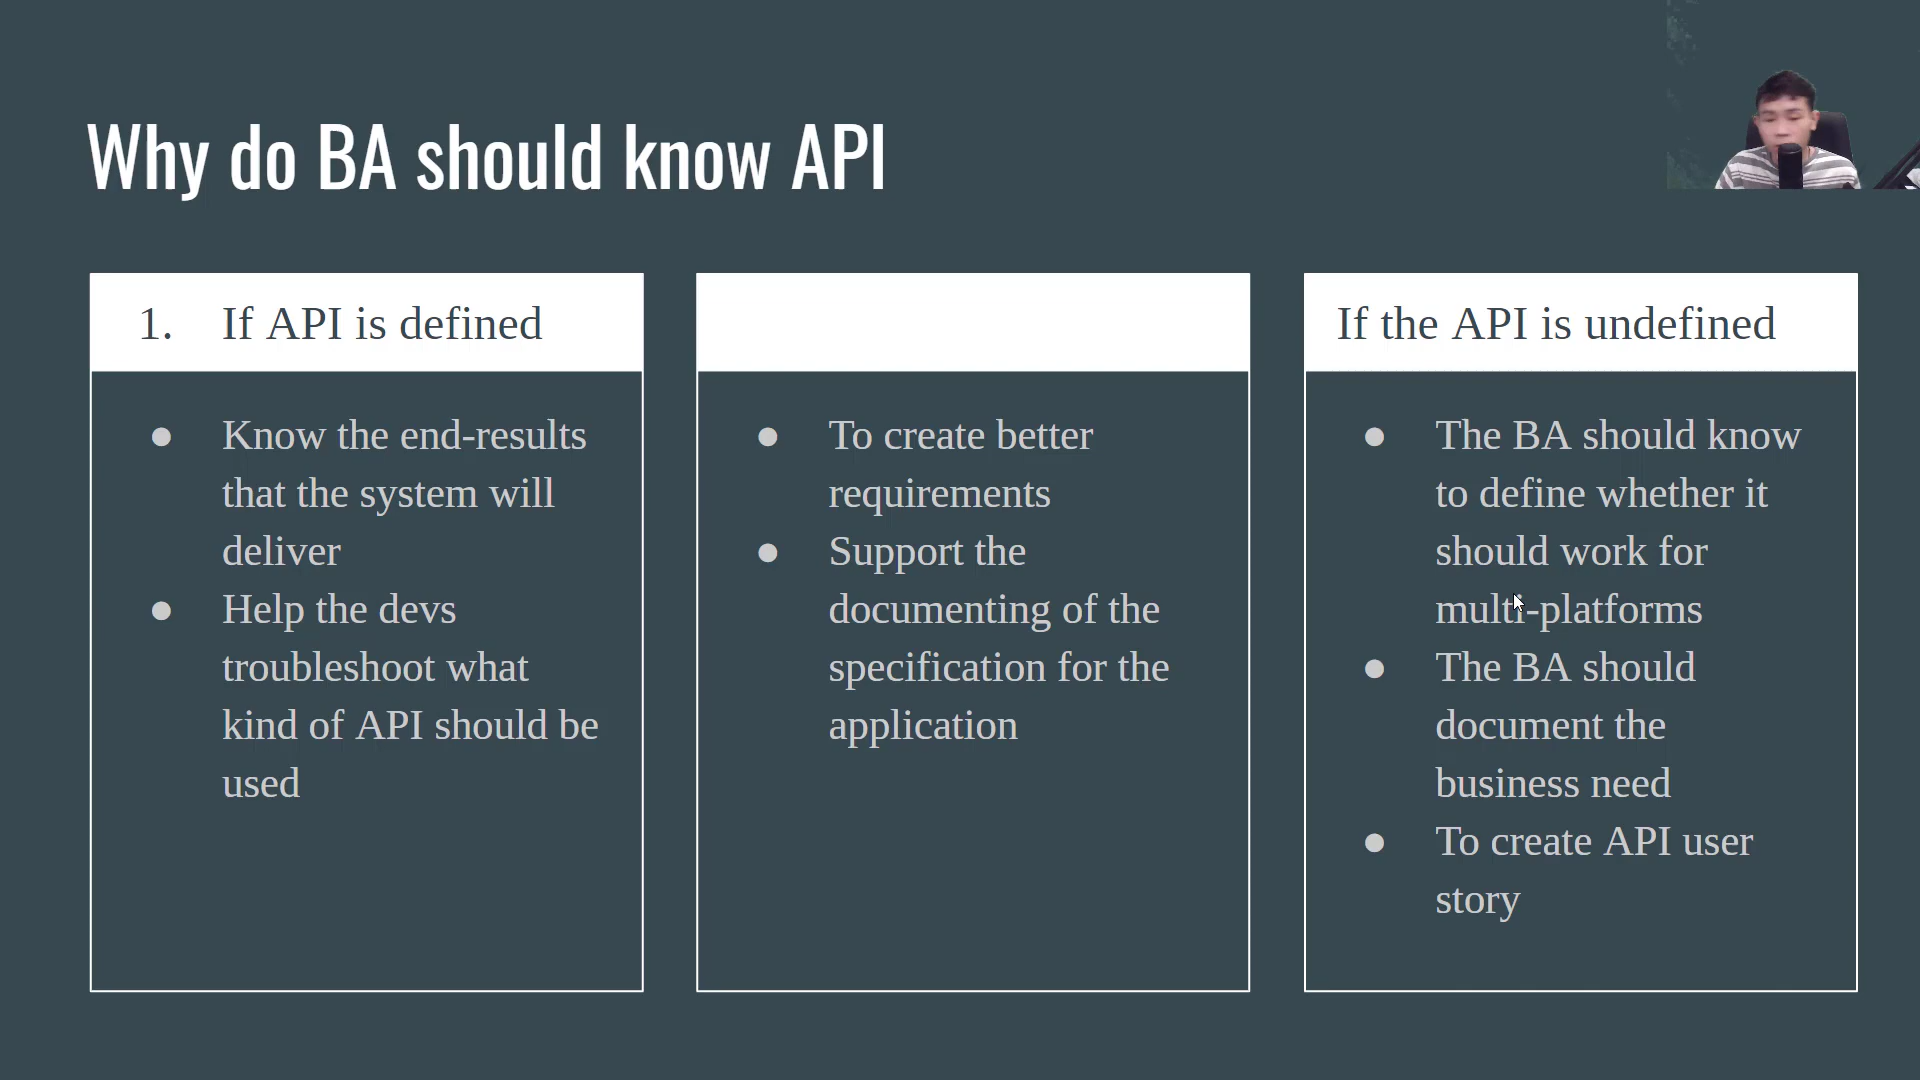 Why do BA should know API
1. If API is defined
Know the end-results
that the system will
deliver
Help the devs
troubleshoot what
kind of API should be
used
To create better
requirements
Support the
documenting of the
specification for the
application
If the API is undefined
The BA should know
to define whether it
should work for
multi-platforms
The BA should
document the
business need
To create API user
story